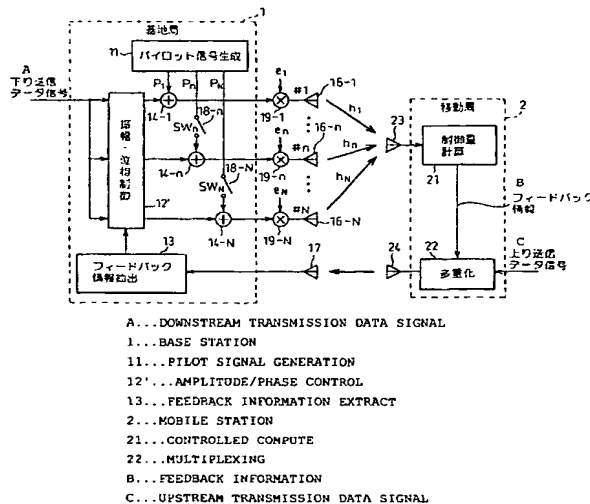 1
基地局
11
パイロット信号生成
A
下り送信
データ信号
P1
Pn
PN
e1
#1
16-1
h1
14-1
18-n
19-1
SWn
en
16-n
#n
hn
14-n
18-N
19-n
SWN
eN
#N
hN
振幅・位相制御
12'
14-N
19-N
16-N
23
移動局
2
制御量
計算
21
B
フィードバック
情報
C
上り送信
データ信号
13
フィードバック
情報抽出
17
24
22
多重化
A...DOWNSTREAM TRANSMISSION DATA SIGNAL
1...BASE STATION
11...PILOT SIGNAL GENERATION
12'...AMPLITUDE/PHASE CONTROL
13...FEEDBACK INFORMATION EXTRACT
2...MOBILE STATION
21...CONTROLLED COMPUTE
22...MULTIPLEXING
B...FEEDBACK INFORMATION
C...UPSTREAM TRANSMISSION DATA SIGNAL